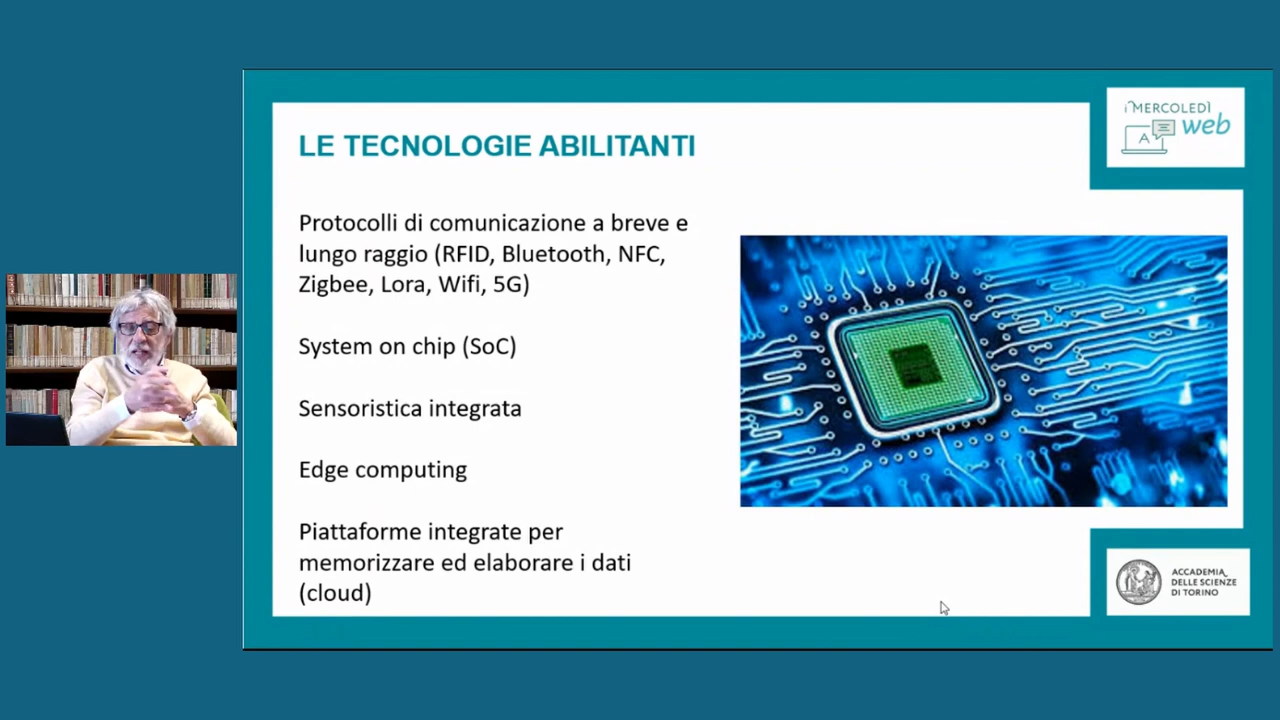 LE TECNOLOGIE ABILITANTI
Protocolli di comunicazione a breve e
lungo raggio (RFID, Bluetooth, NFC,
Zigbee, Lora, Wifi, 5G)
System on chip (SoC)
Sensoristica integrata
Edge computing
Piattaforme integrate per
memorizzare ed elaborare i dati
(cloud)
i MERCOLEDÌ
A
web
ACCADEMIA
DELLE SCIENZE
DI TORINO